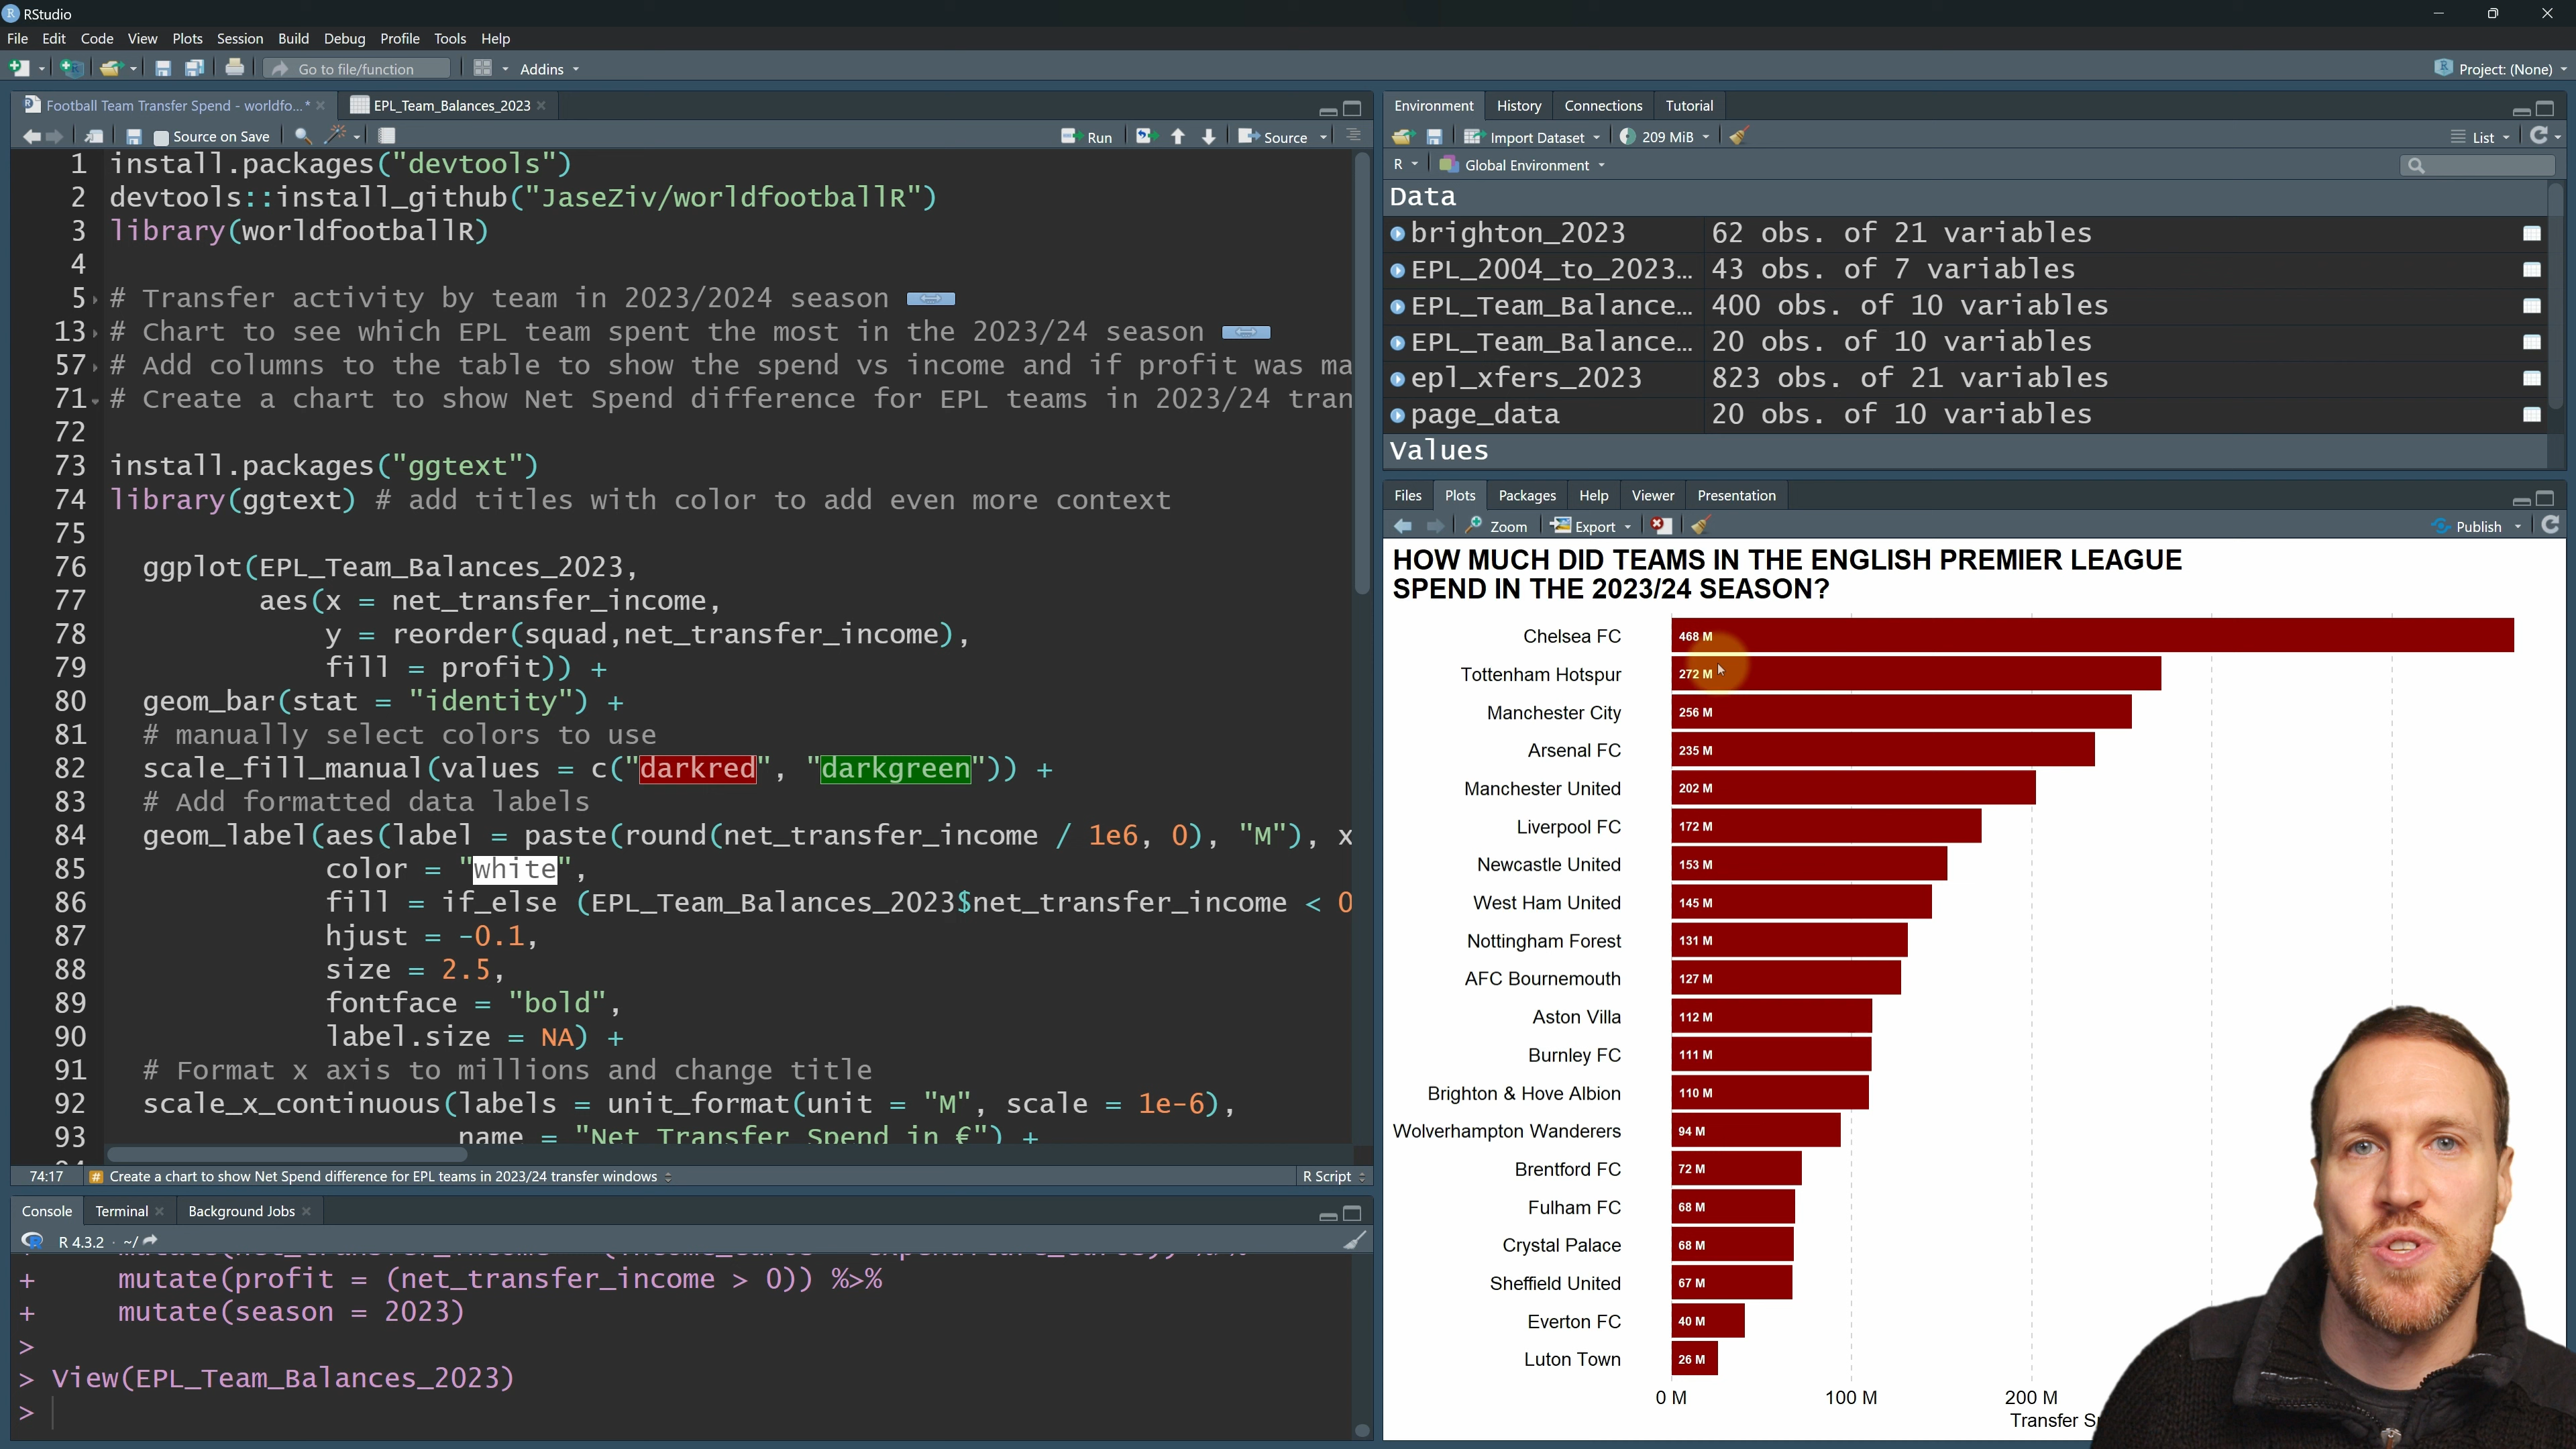 RStudio
File Edit Code View Plots Session Build Debug Profile Tools Help
Go to file/function Addins Project: (None)
Football Team Transfer Spend - worldfo...* EPL_Team_Balances_2023
Source on Save Run Source
1 install.packages("devtools")
2 devtools::install_github("JaseZiv/worldfootballR")
3 library(worldfootballR)
4
5 # Transfer activity by team in 2023/2024 season
13 # Chart to see which EPL team spent the most in the 2023/24 season
57 # Add columns to the table to show the spend vs income and if profit was ma
71 # Create a chart to show Net Spend difference for EPL teams in 2023/24 tran
72
73 install.packages("ggtext")
74 library(ggtext) # add titles with color to add even more context
75
76 ggplot(EPL_Team_Balances_2023,
77 aes(x = net_transfer_income,
78 y = reorder(squad,net_transfer_income),
79 fill = profit)) +
80 geom_bar(stat = "identity") +
81 # manually select colors to use
82 scale_fill_manual(values = c("darkred", "darkgreen")) +
83 # Add formatted data labels
84 geom_label(aes(label = paste(round(net_transfer_income / 1e6, 0), "M"), x
85 color = "white",
86 fill = if_else (EPL_Team_Balances_2023$net_transfer_income < 0
87 hjust = -0.1,
88 size = 2.5,
89 fontface = "bold",
90 label.size = NA) +
91 # Format x axis to millions and change title
92 scale_x_continuous(labels = unit_format(unit = "M", scale = 1e-6),
93 name = "Net Transfer Spend in €") +
74:17 # Create a chart to show Net Spend difference for EPL teams in 2023/24 transfer windows R Script
Console Terminal Background Jobs
R 4.3.2 · ~/
+ mutate(profit = (net_transfer_income > 0)) %>%
+ mutate(season = 2023)
>
> View(EPL_Team_Balances_2023)
>
Environment History Connections Tutorial
Import Dataset 209 MiB List
R Global Environment
Data
brighton_2023 62 obs. of 21 variables
EPL_2004_to_2023... 43 obs. of 7 variables
EPL_Team_Balance... 400 obs. of 10 variables
EPL_Team_Balance... 20 obs. of 10 variables
epl_xfers_2023 823 obs. of 21 variables
page_data 20 obs. of 10 variables
Values
Files Plots Packages Help Viewer Presentation
Zoom Export Publish
HOW MUCH DID TEAMS IN THE ENGLISH PREMIER LEAGUE
SPEND IN THE 2023/24 SEASON?
Chelsea FC 468 M
Tottenham Hotspur 272 M
Manchester City 256 M
Arsenal FC 235 M
Manchester United 202 M
Liverpool FC 172 M
Newcastle United 153 M
West Ham United 145 M
Nottingham Forest 131 M
AFC Bournemouth 127 M
Aston Villa 112 M
Burnley FC 111 M
Brighton & Hove Albion 110 M
Wolverhampton Wanderers 94 M
Brentford FC 72 M
Fulham FC 68 M
Crystal Palace 68 M
Sheffield United 67 M
Everton FC 40 M
Luton Town 26 M
0 M 100 M 200 M
Transfer